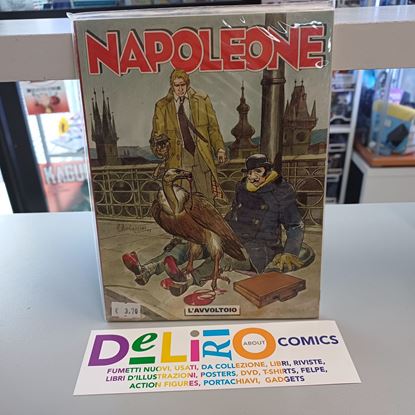 NAPOLEONE
L'AVVOLTOIO
€ 3,70
DeLiRiO ABOUT COMICS
FUMETTI NUOVI, USATI, DA COLLEZIONE, LIBRI, RIVISTE,
LIBRI D'ILLUSTRAZIONI, POSTERS, DVD, T-SHIRTS, FELPE,
ACTION FIGURES, PORTACHIAVI, GADGETS